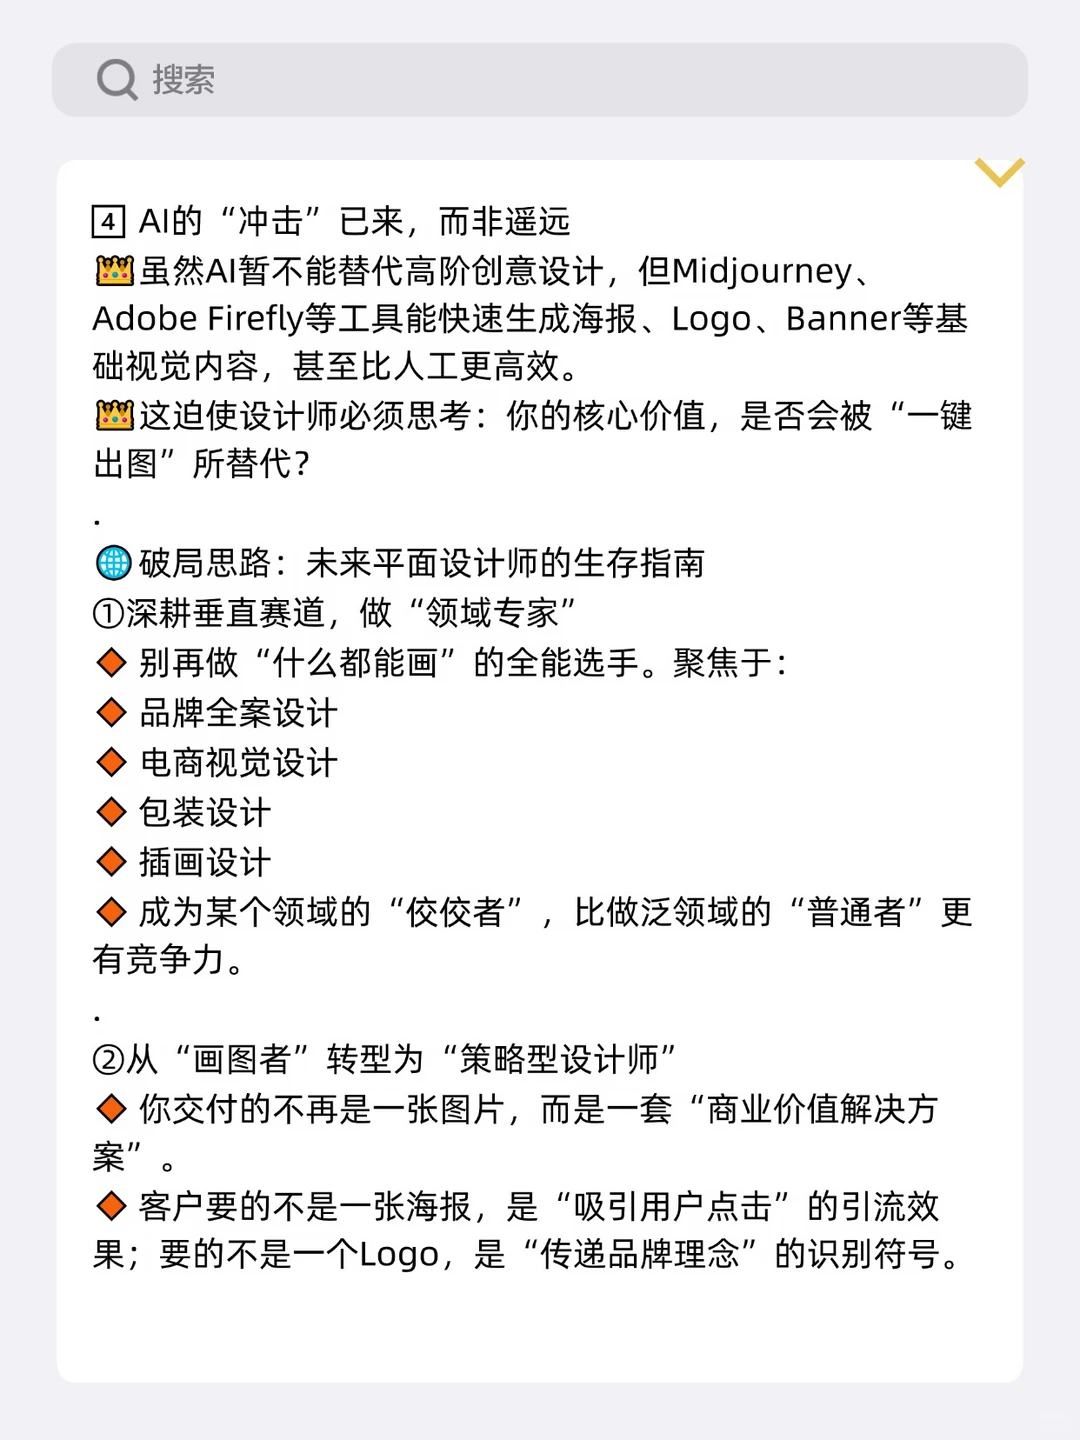 搜索
4 AI的“冲击”已来，而非遥远
👑虽然AI暂不能替代高阶创意设计，但Midjourney、
Adobe Firefly等工具能快速生成海报、Logo、Banner等基
础视觉内容，甚至比人工更高效。
👑这迫使设计师必须思考：你的核心价值，是否会被“一键
出图”所替代？
.
🌐破局思路：未来平面设计师的生存指南
①深耕垂直赛道，做“领域专家”
🔸别再做“什么都能画”的全能选手。聚焦于：
🔸品牌全案设计
🔸电商视觉设计
🔸包装设计
🔸插画设计
🔸成为某个领域的“佼佼者”，比做泛领域的“普通者”更
有竞争力。
.
②从“画图者”转型为“策略型设计师”
🔸你交付的不再是一张图片，而是一套“商业价值解决方
案”。
🔸客户要的不是一张海报，是“吸引用户点击”的引流效
果；要的不是一个Logo，是“传递品牌理念”的识别符号。